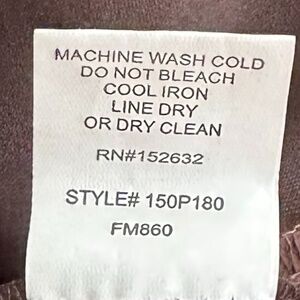 MACHINE WASH COLD
DO NOT BLEACH
COOL IRON
LINE DRY
OR DRY CLEAN
RN#152632
STYLE# 150P180
FM860